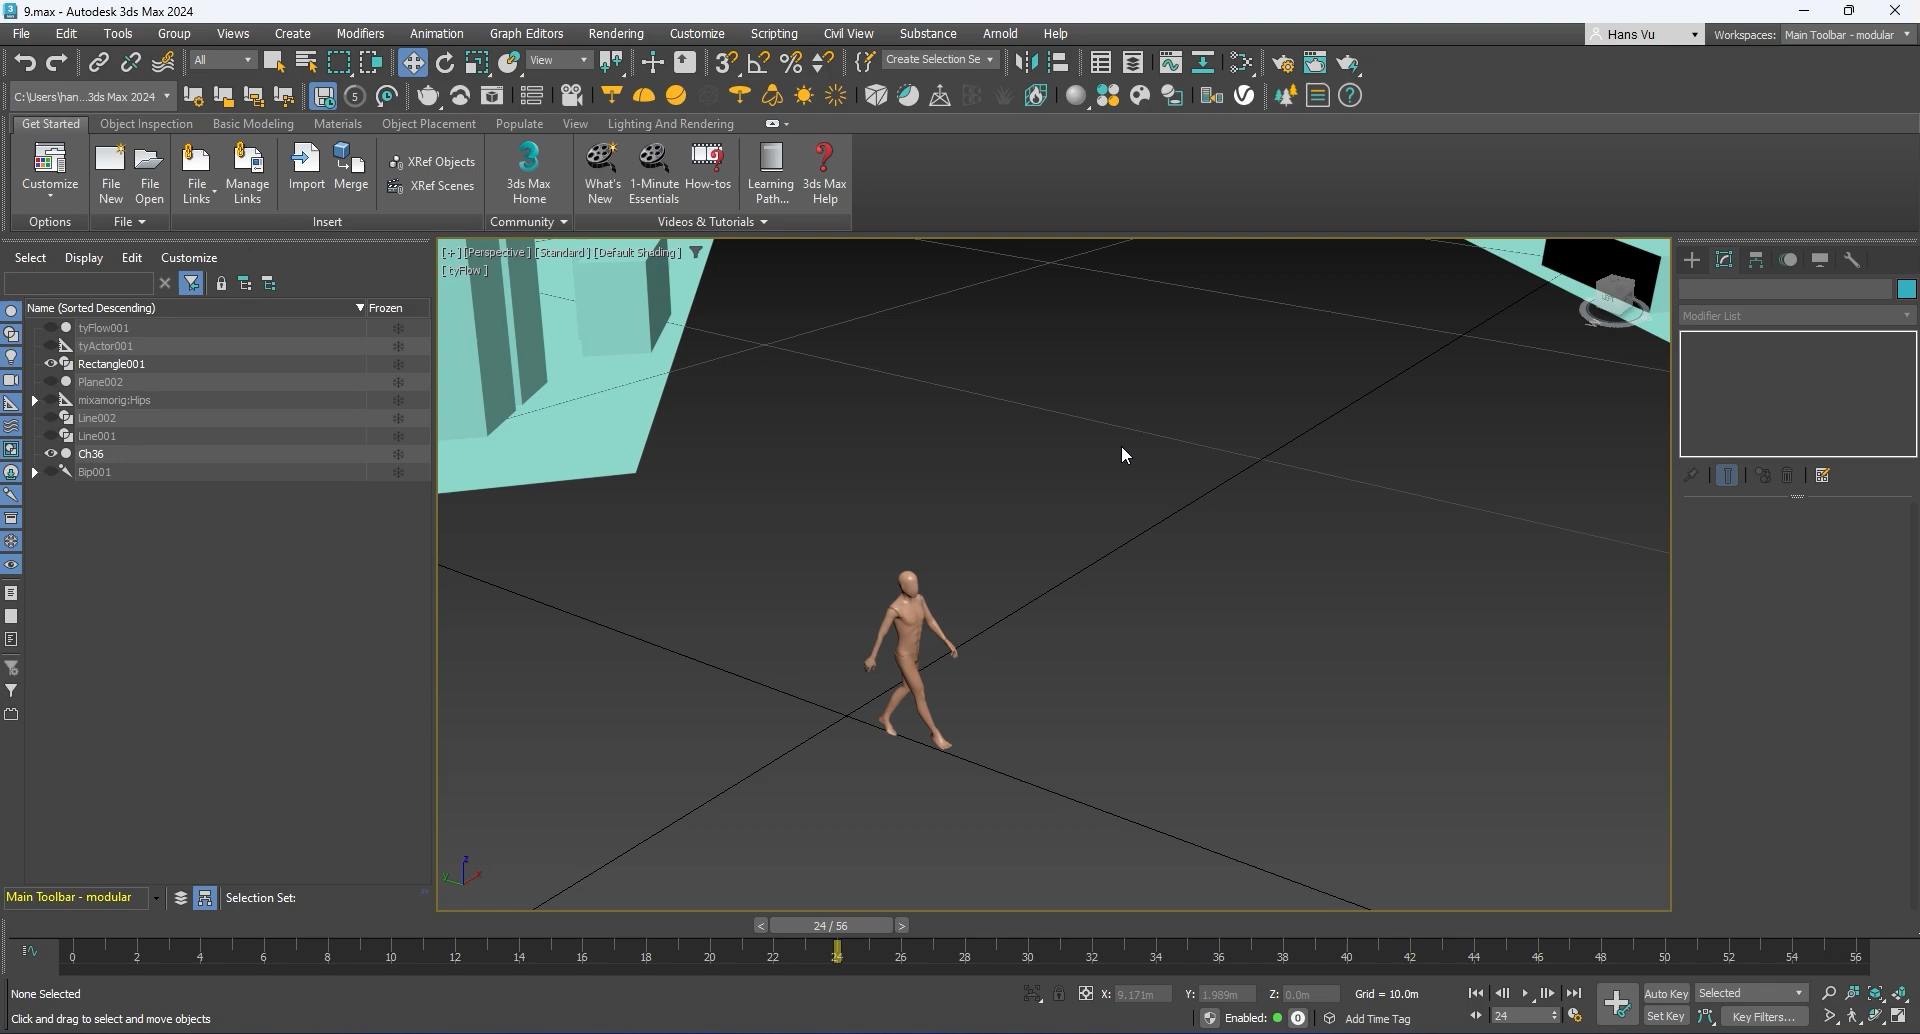 9.max - Autodesk 3ds Max 2024
File Edit Tools Group Views Create Modifiers Animation Graph Editors Rendering Customize Scripting Civil View Substance Arnold Help Hans Vu Workspaces: Main Toolbar - modular
All View Create Selection Se
C:\Users\han...3ds Max 2024 5
Get Started Object Inspection Basic Modeling Materials Object Placement Populate View Lighting And Rendering
Customize File New File Open File Links Manage Links Import Merge XRef Objects XRef Scenes 3ds Max Home What's New 1-Minute Essentials How-tos Learning Path... 3ds Max Help
Options File Insert Community Videos & Tutorials
Select Display Edit Customize
[+] [Perspective] [Standard] [Default Shading]
[tyFlow]
Name (Sorted Descending) Frozen
tyFlow001
tyActor001
Rectangle001
Plane002
mixamorig:Hips
Line002
Line001
Ch36
Bip001
Modifier List
z
y x
Main Toolbar - modular Selection Set:
< 24 / 56 >
0 2 4 6 8 10 12 14 16 18 20 22 24 26 28 30 32 34 36 38 40 42 44 46 48 50 52 54 56
None Selected X: 9.171m Y: 1.989m Z: 0.0m Grid = 10.0m Auto Key Selected
Click and drag to select and move objects Enabled: 0 Add Time Tag 24 Set Key Key Filters...